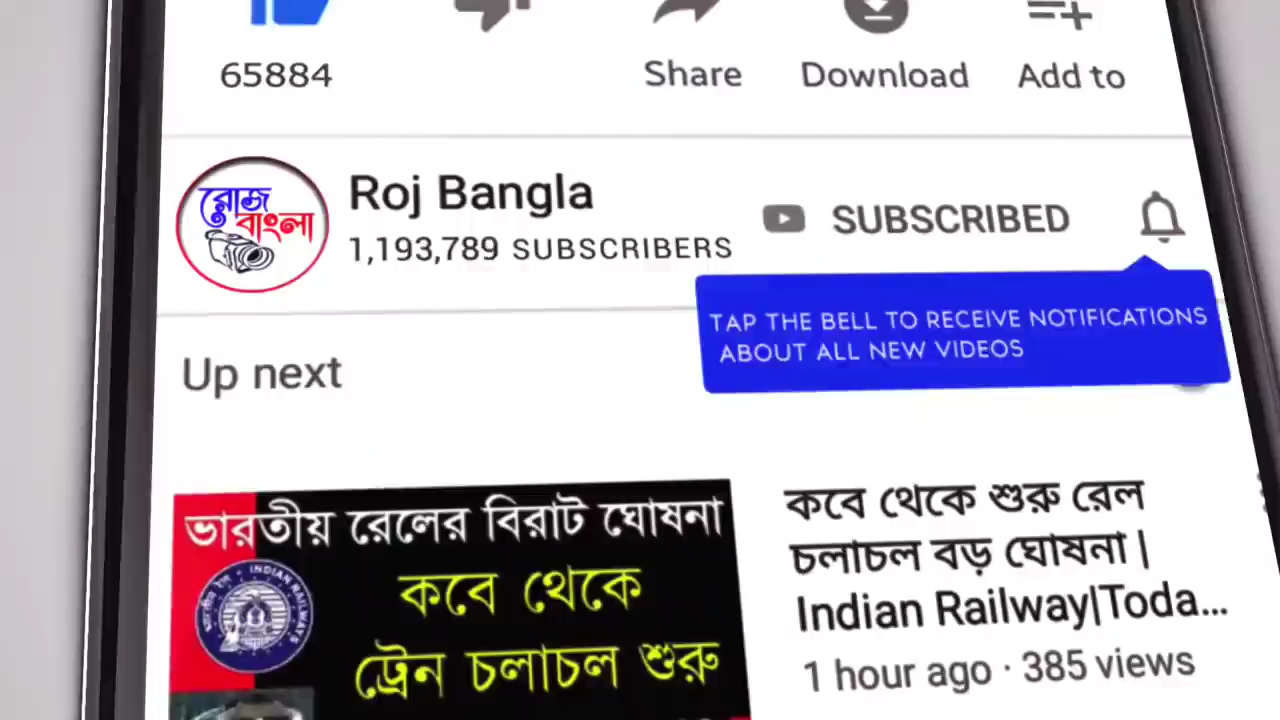 65884
Share
Download
Add to
রোজ
বাংলা
Roj Bangla
1,193,789 SUBSCRIBERS
SUBSCRIBED
TAP THE BELL TO RECEIVE NOTIFICATIONS
ABOUT ALL NEW VIDEOS
Up next
ভারতীয় রেলের বিরাট ঘোষনা
INDIAN RAILWAYS
কবে থেকে
ট্রেন চলাচল শুরু
কবে থেকে শুরু রেল
চলাচল বড় ঘোষনা |
Indian Railway|Toda...
1 hour ago · 385 views